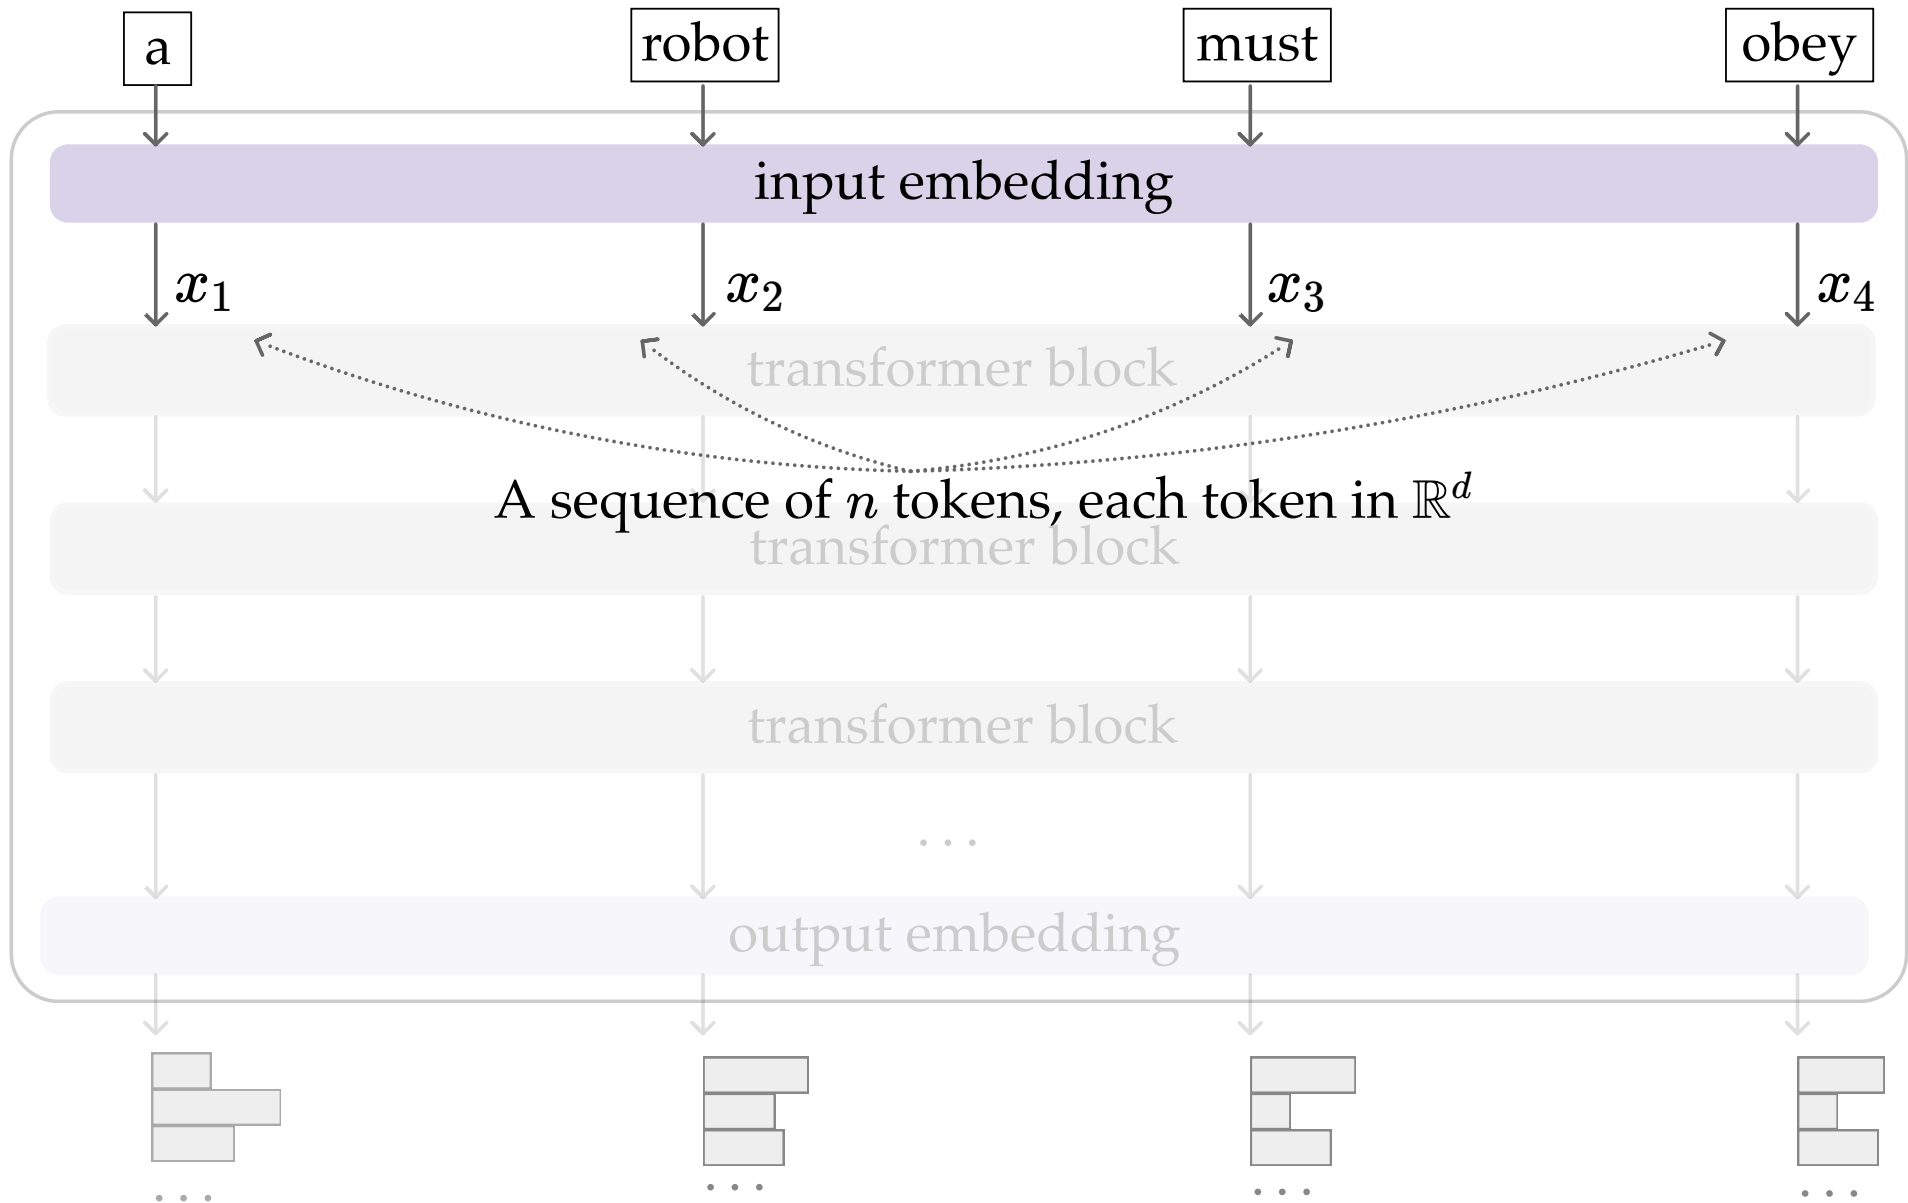 a
robot
must
obey
input embedding
x₁
x₂
x₃
x₄
transformer block
A sequence of n tokens, each token in ℝᵈ
transformer block
transformer block
...
output embedding
...
...
...
...